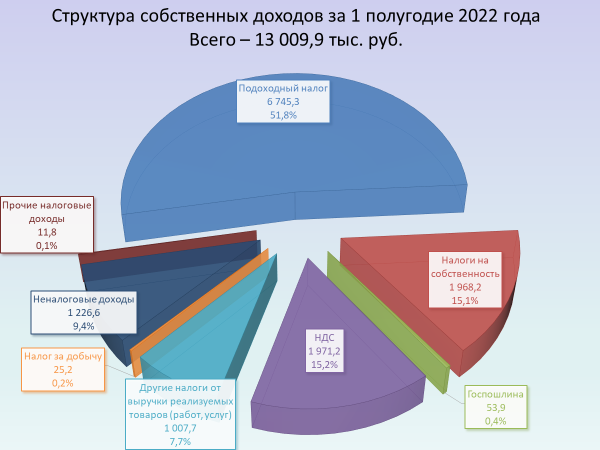 Структура собственных доходов за 1 полугодие 2022 года
Всего – 13 009,9 тыс. руб.
Подоходный налог
6 745,3
51,8%
Прочие налоговые
доходы
11,8
0,1%
Налоги на
собственность
1 968,2
15,1%
Неналоговые доходы
1 226,6
9,4%
НДС
1 971,2
15,2%
Налог за добычу
25,2
0,2%
Другие налоги от
выручки реализуемых
товаров (работ,услуг)
1 007,7
7,7%
Госпошлина
53,9
0,4%